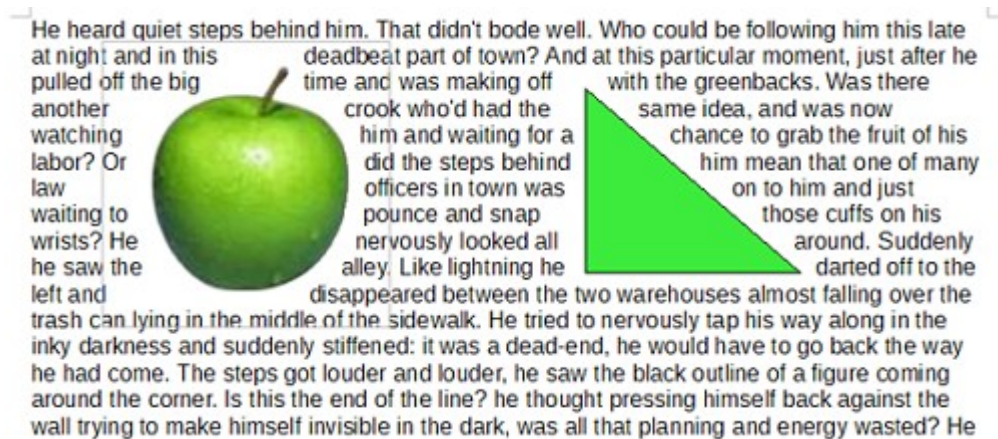 He heard quiet steps behind him. That didn't bode well. Who could be following him this late
at night and in this deadbeat part of town? And at this particular moment, just after he
pulled off the big time and was making off with the greenbacks. Was there
another crook who'd had the same idea, and was now
watching him and waiting for a chance to grab the fruit of his
labor? Or did the steps behind him mean that one of many
law officers in town was on to him and just
waiting to pounce and snap those cuffs on his
wrists? He nervously looked all around. Suddenly
he saw the alley. Like lightning he darted off to the
left and disappeared between the two warehouses almost falling over the
trash can lying in the middle of the sidewalk. He tried to nervously tap his way along in the
inky darkness and suddenly stiffened: it was a dead-end, he would have to go back the way
he had come. The steps got louder and louder, he saw the black outline of a figure coming
around the corner. Is this the end of the line? he thought pressing himself back against the
wall trying to make himself invisible in the dark, was all that planning and energy wasted? He